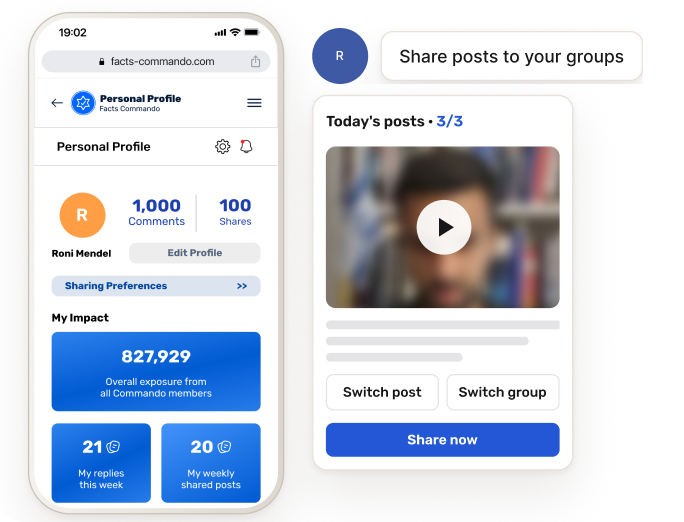 19:02
facts-commando.com
Personal Profile
Facts Commando
Personal Profile
R
1,000
Comments
100
Shares
Roni Mendel
Edit Profile
Sharing Preferences >>
My Impact
827,929
Overall exposure from
all Commando members
21
My replies
this week
20
My weekly
shared posts
R
Share posts to your groups
Today's posts • 3/3
Switch post
Switch group
Share now